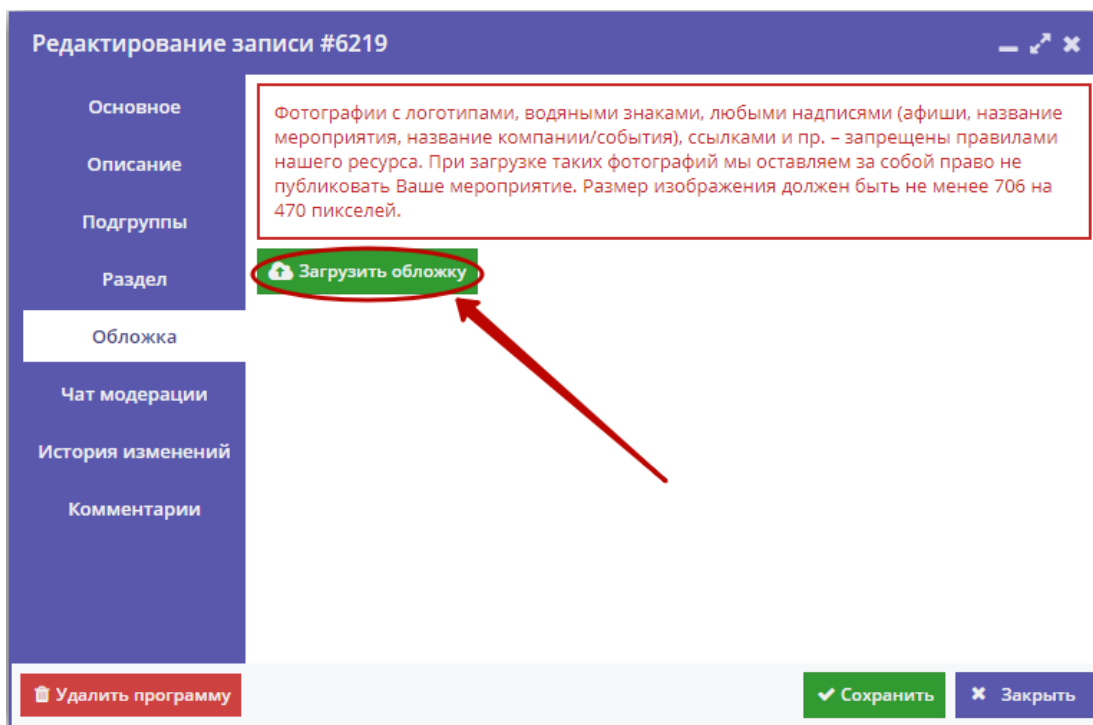 Редактирование записи #6219
Основное
Описание
Подгруппы
Раздел
Обложка
Чат модерации
История изменений
Комментарии
Фотографии с логотипами, водяными знаками, любыми надписями (афиши, название
мероприятия, название компании/события), ссылками и пр. – запрещены правилами
нашего ресурса. При загрузке таких фотографий мы оставляем за собой право не
публиковать Ваше мероприятие. Размер изображения должен быть не менее 706 на
470 пикселей.
Загрузить обложку
Удалить программу
Сохранить
Закрыть